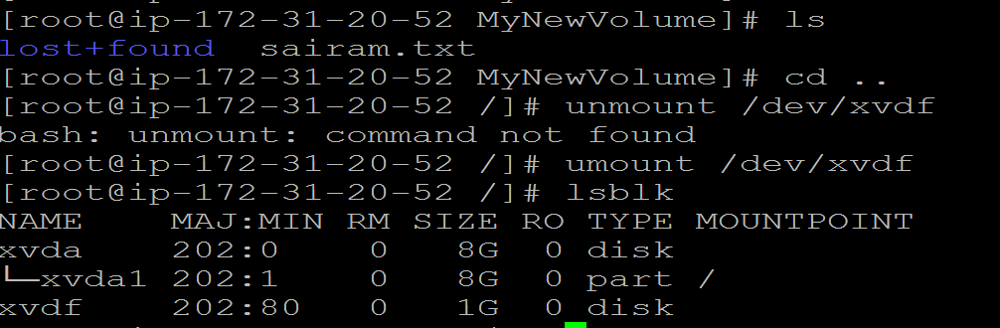 [root@ip-172-31-20-52 MyNewVolume]# ls
lost+found  sairam.txt
[root@ip-172-31-20-52 MyNewVolume]# cd ..
[root@ip-172-31-20-52 /]# unmount /dev/xvdf
bash: unmount: command not found
[root@ip-172-31-20-52 /]# umount /dev/xvdf
[root@ip-172-31-20-52 /]# lsblk
NAME    MAJ:MIN RM SIZE RO TYPE MOUNTPOINT
xvda    202:0    0   8G  0 disk
└─xvda1 202:1    0   8G  0 part /
xvdf    202:80   0   1G  0 disk